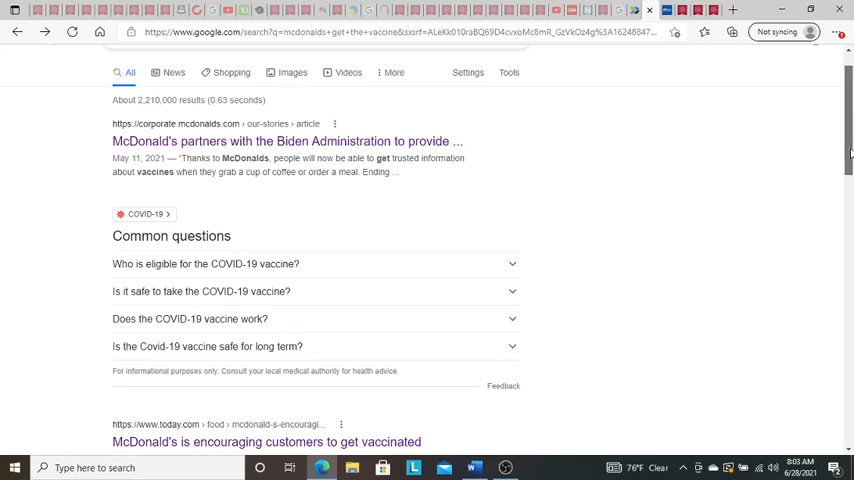 https://www.google.com/search?q=mcdonalds+get+the+vaccine&sxsrf=ALeKk010raBQ69D4cvxoMc8mR_GzVkOz4g%3A16248847...
Not syncing
All News Shopping Images Videos More Settings Tools
About 2,210,000 results (0.63 seconds)
https://corporate.mcdonalds.com › our-stories › article
McDonald's partners with the Biden Administration to provide ...
May 11, 2021 — "Thanks to McDonalds, people will now be able to get trusted information
about vaccines when they grab a cup of coffee or order a meal. Ending ...
COVID-19
Common questions
Who is eligible for the COVID-19 vaccine?
Is it safe to take the COVID-19 vaccine?
Does the COVID-19 vaccine work?
Is the Covid-19 vaccine safe for long term?
For informational purposes only. Consult your local medical authority for health advice.
Feedback
https://www.today.com › food › mcdonald-s-encouragi...
McDonald's is encouraging customers to get vaccinated
Type here to search
76°F Clear
8:03 AM
6/28/2021
2